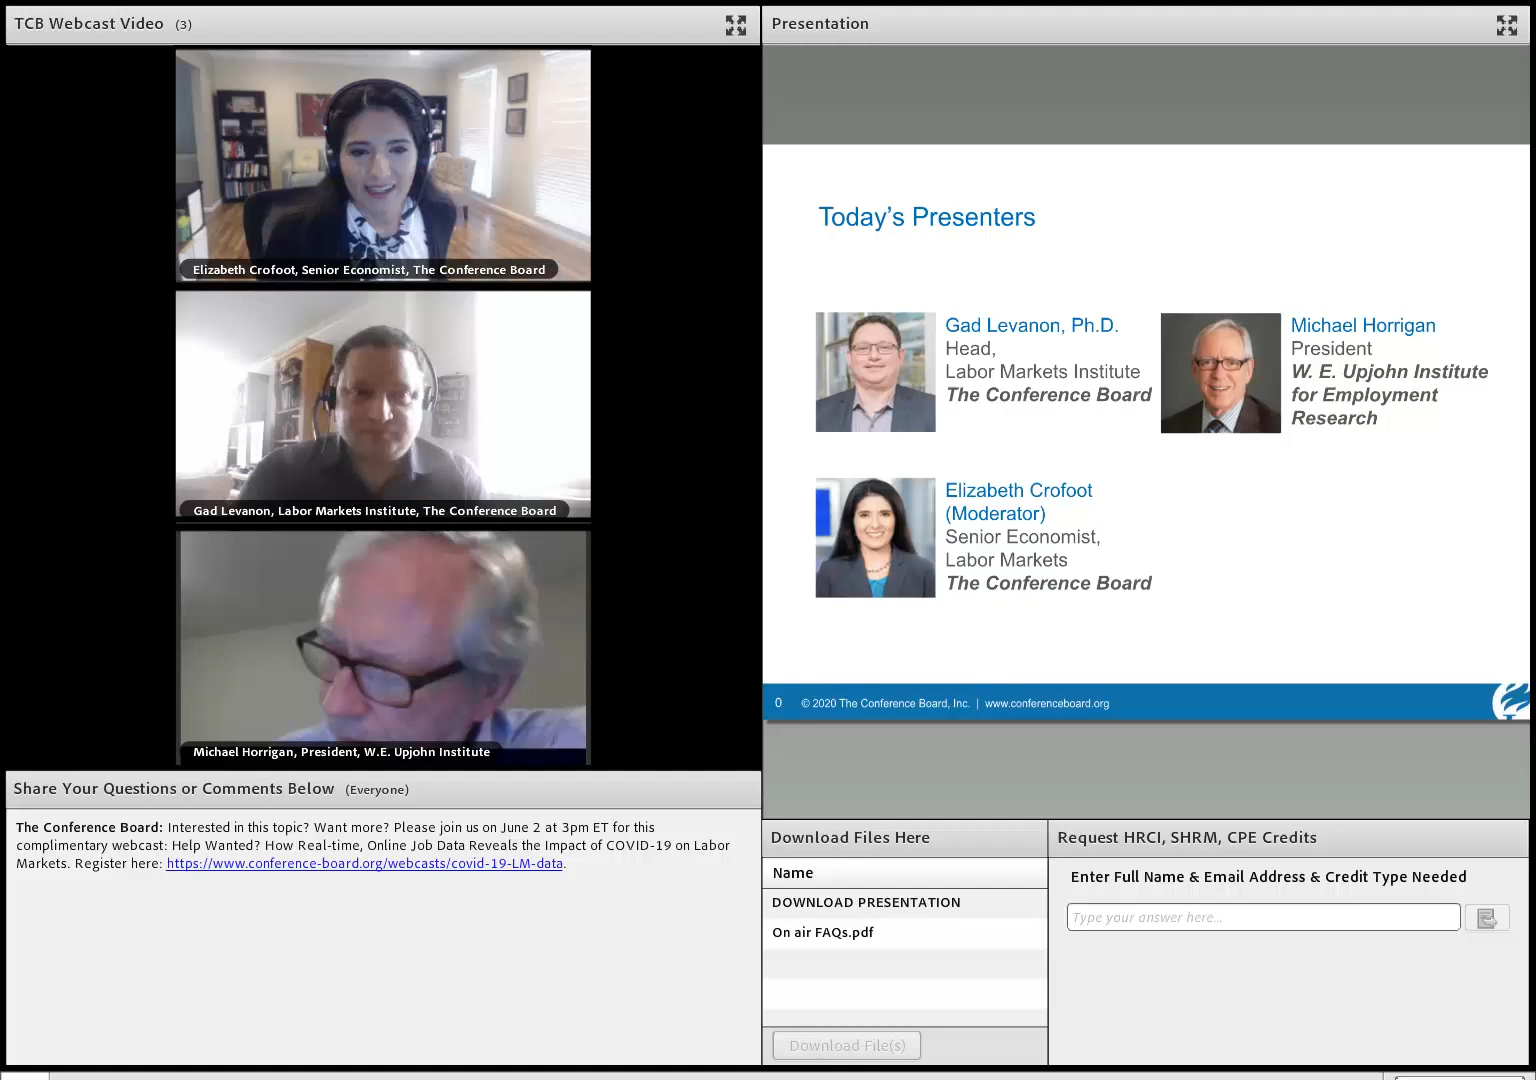 TCB Webcast Video (3)
Elizabeth Crofoot, Senior Economist, The Conference Board
Gad Levanon, Labor Markets Institute, The Conference Board
Michael Horrigan, President, W.E. Upjohn Institute
Share Your Questions or Comments Below (Everyone)
The Conference Board: Interested in this topic? Want more? Please join us on June 2 at 3pm ET for this
complimentary webcast: Help Wanted? How Real-time, Online Job Data Reveals the Impact of COVID-19 on Labor
Markets. Register here: https://www.conference-board.org/webcasts/covid-19-LM-data.
Presentation
Today's Presenters
Gad Levanon, Ph.D.
Head,
Labor Markets Institute
The Conference Board
Michael Horrigan
President
W. E. Upjohn Institute
for Employment
Research
Elizabeth Crofoot
(Moderator)
Senior Economist,
Labor Markets
The Conference Board
0 © 2020 The Conference Board, Inc. | www.conferenceboard.org
Download Files Here
Name
DOWNLOAD PRESENTATION
On air FAQs.pdf
Download File(s)
Request HRCI, SHRM, CPE Credits
Enter Full Name & Email Address & Credit Type Needed
Type your answer here...